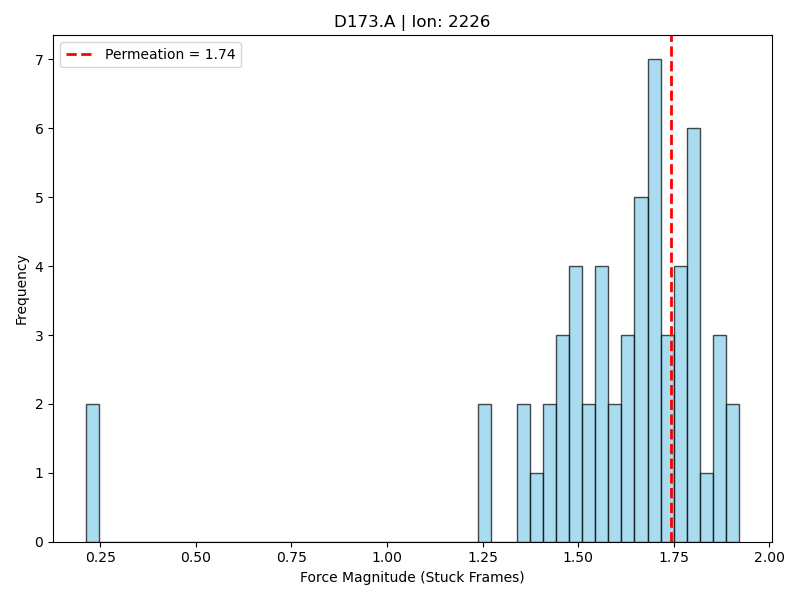 D173.A | Ion: 2226
Permeation = 1.74
Frequency
7
6
5
4
3
2
1
0
0.25 0.50 0.75 1.00 1.25 1.50 1.75 2.00
Force Magnitude (Stuck Frames)